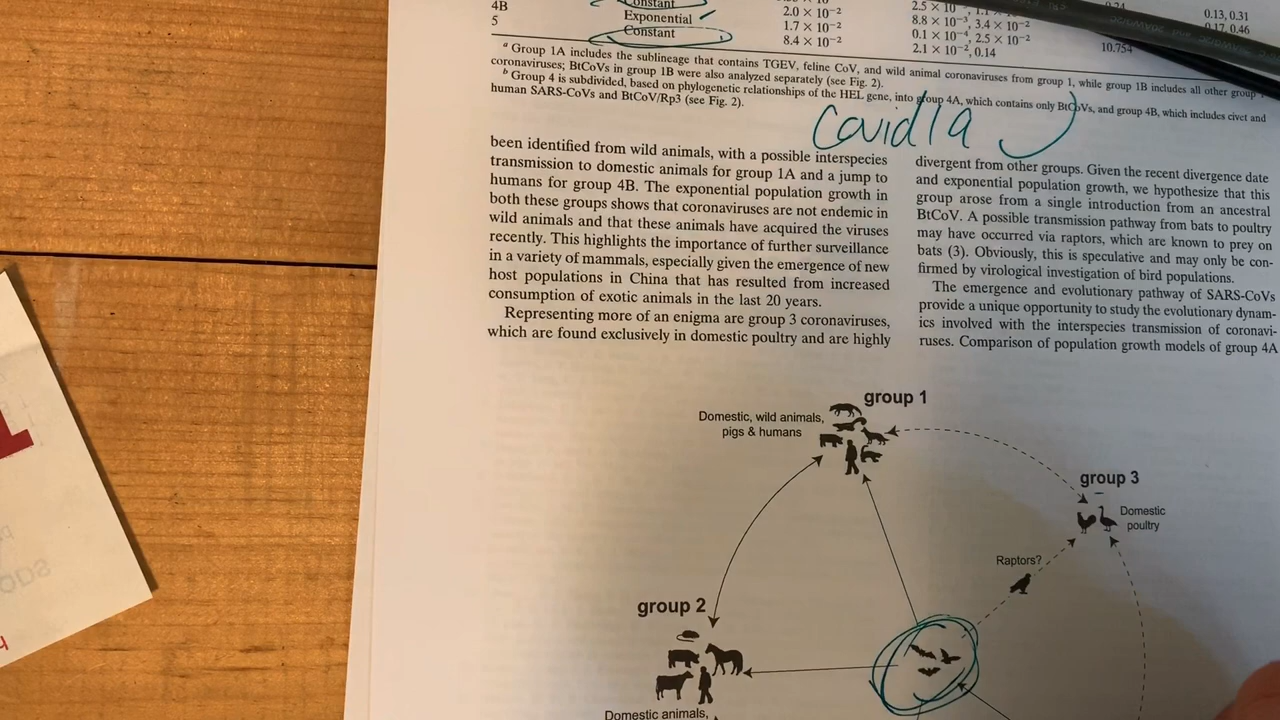 Constant
4B Exponential 2.0 × 10⁻² 8.8 × 10⁻³, 3.4 × 10⁻² 0.13, 0.31
5 1.7 × 10⁻² 0.1 × 10⁻⁴, 2.5 × 10⁻² 0.17, 0.46
Constant 8.4 × 10⁻² 2.1 × 10⁻², 0.14 10.754
ᵃ Group 1A includes the sublineage that contains TGEV, feline CoV, and wild animal coronaviruses from group 1, while group 1B includes all other group 1
coronaviruses; BtCoVs in group 1B were also analyzed separately (see Fig. 2).
ᵇ Group 4 is subdivided, based on phylogenetic relationships of the HEL gene, into group 4A, which contains only BtCoVs, and group 4B, which includes civet and
human SARS-CoVs and BtCoV/Rp3 (see Fig. 2).
Covid19
been identified from wild animals, with a possible interspecies
transmission to domestic animals for group 1A and a jump to
humans for group 4B. The exponential population growth in
both these groups shows that coronaviruses are not endemic in
wild animals and that these animals have acquired the viruses
recently. This highlights the importance of further surveillance
in a variety of mammals, especially given the emergence of new
host populations in China that has resulted from increased
consumption of exotic animals in the last 20 years.
Representing more of an enigma are group 3 coronaviruses,
which are found exclusively in domestic poultry and are highly
divergent from other groups. Given the recent divergence date
and exponential population growth, we hypothesize that this
group arose from a single introduction from an ancestral
BtCoV. A possible transmission pathway from bats to poultry
may have occurred via raptors, which are known to prey on
bats (3). Obviously, this is speculative and may only be con-
firmed by virological investigation of bird populations.
The emergence and evolutionary pathway of SARS-CoVs
provide a unique opportunity to study the evolutionary dynam-
ics involved with the interspecies transmission of coronavi-
ruses. Comparison of population growth models of group 4A
group 1
Domestic, wild animals,
pigs & humans
group 3
Domestic
poultry
Raptors?
group 2
Domestic animals,